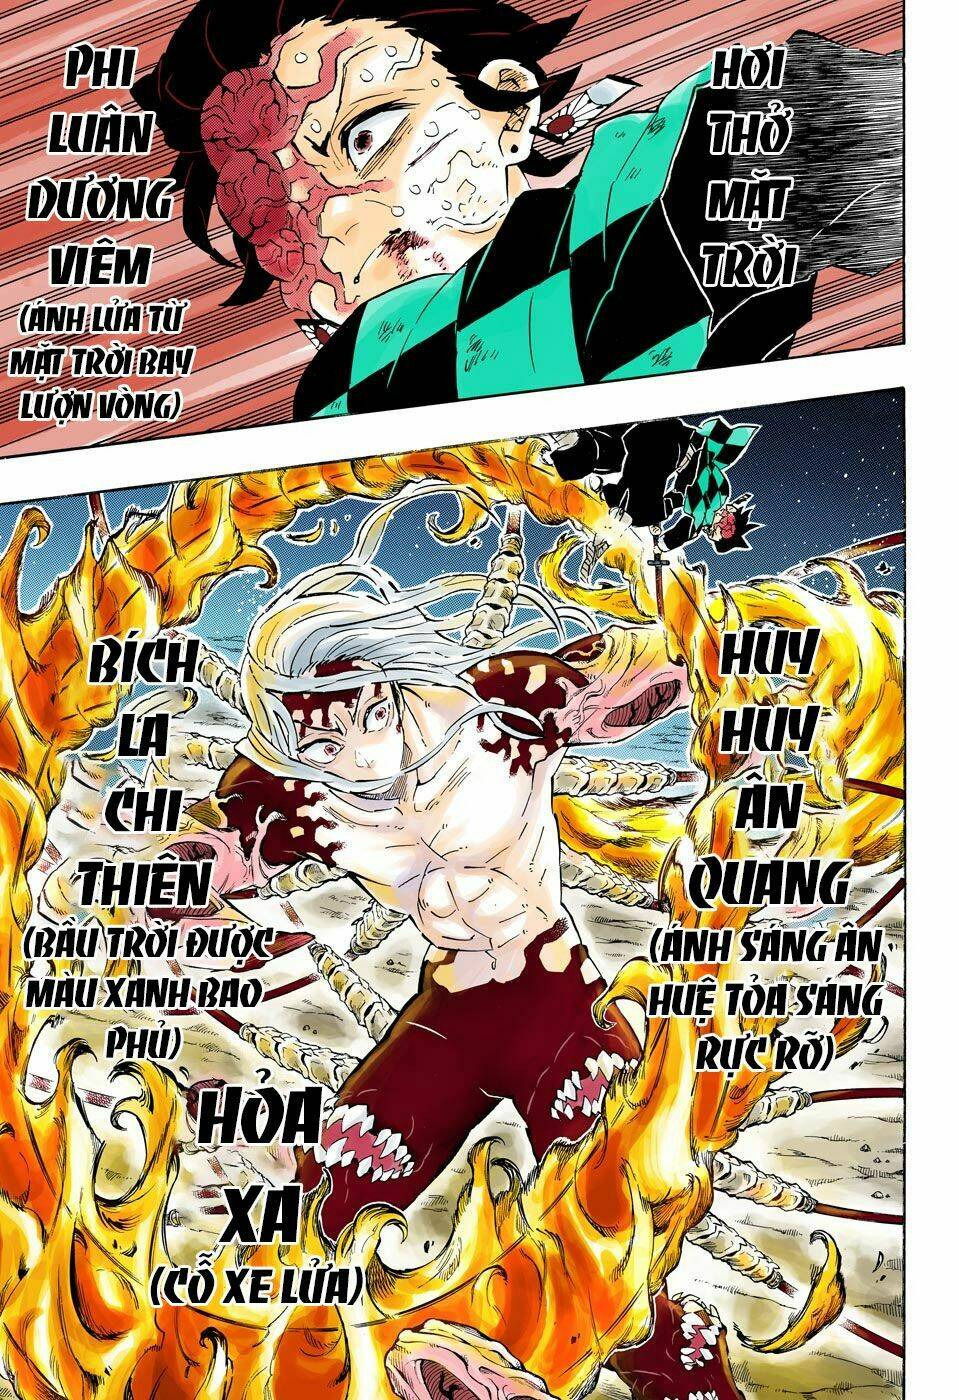 HƠI
THỞ
MẶT
TRỜI
PHI
LUÂN
DƯƠNG
VIÊM
(ÁNH LỬA TỪ
MẶT TRỜI BAY
LƯỢN VÒNG)
HUY
HUY
ÂN
QUANG
(ÁNH SÁNG ÂN
HUỆ TỎA SÁNG
RỰC RỠ)
BÍCH
LA
CHI
THIÊN
(BẦU TRỜI ĐƯỢC
MÀU XANH BAO
PHỦ)
HỎA
XA
(CỖ XE LỬA)